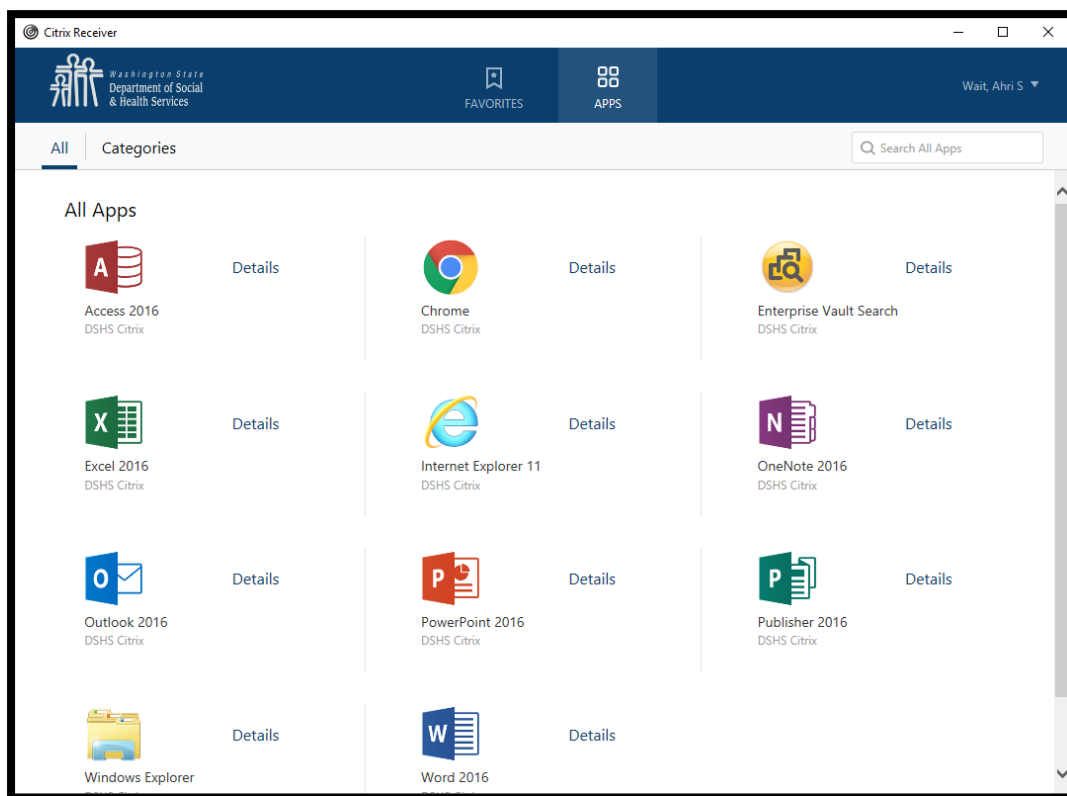 Citrix Receiver
Washington State
Department of Social
& Health Services
FAVORITES
APPS
Wait, Ahri S
All
Categories
Search All Apps
All Apps
A
Details
Details
Details
Access 2016
Chrome
Enterprise Vault Search
DSHS Citrix
DSHS Citrix
DSHS Citrix
X
Details
Details
N
Details
Excel 2016
Internet Explorer 11
OneNote 2016
DSHS Citrix
DSHS Citrix
DSHS Citrix
O
Details
P
Details
P
Details
Outlook 2016
PowerPoint 2016
Publisher 2016
DSHS Citrix
DSHS Citrix
DSHS Citrix
Details
W
Details
Windows Explorer
Word 2016